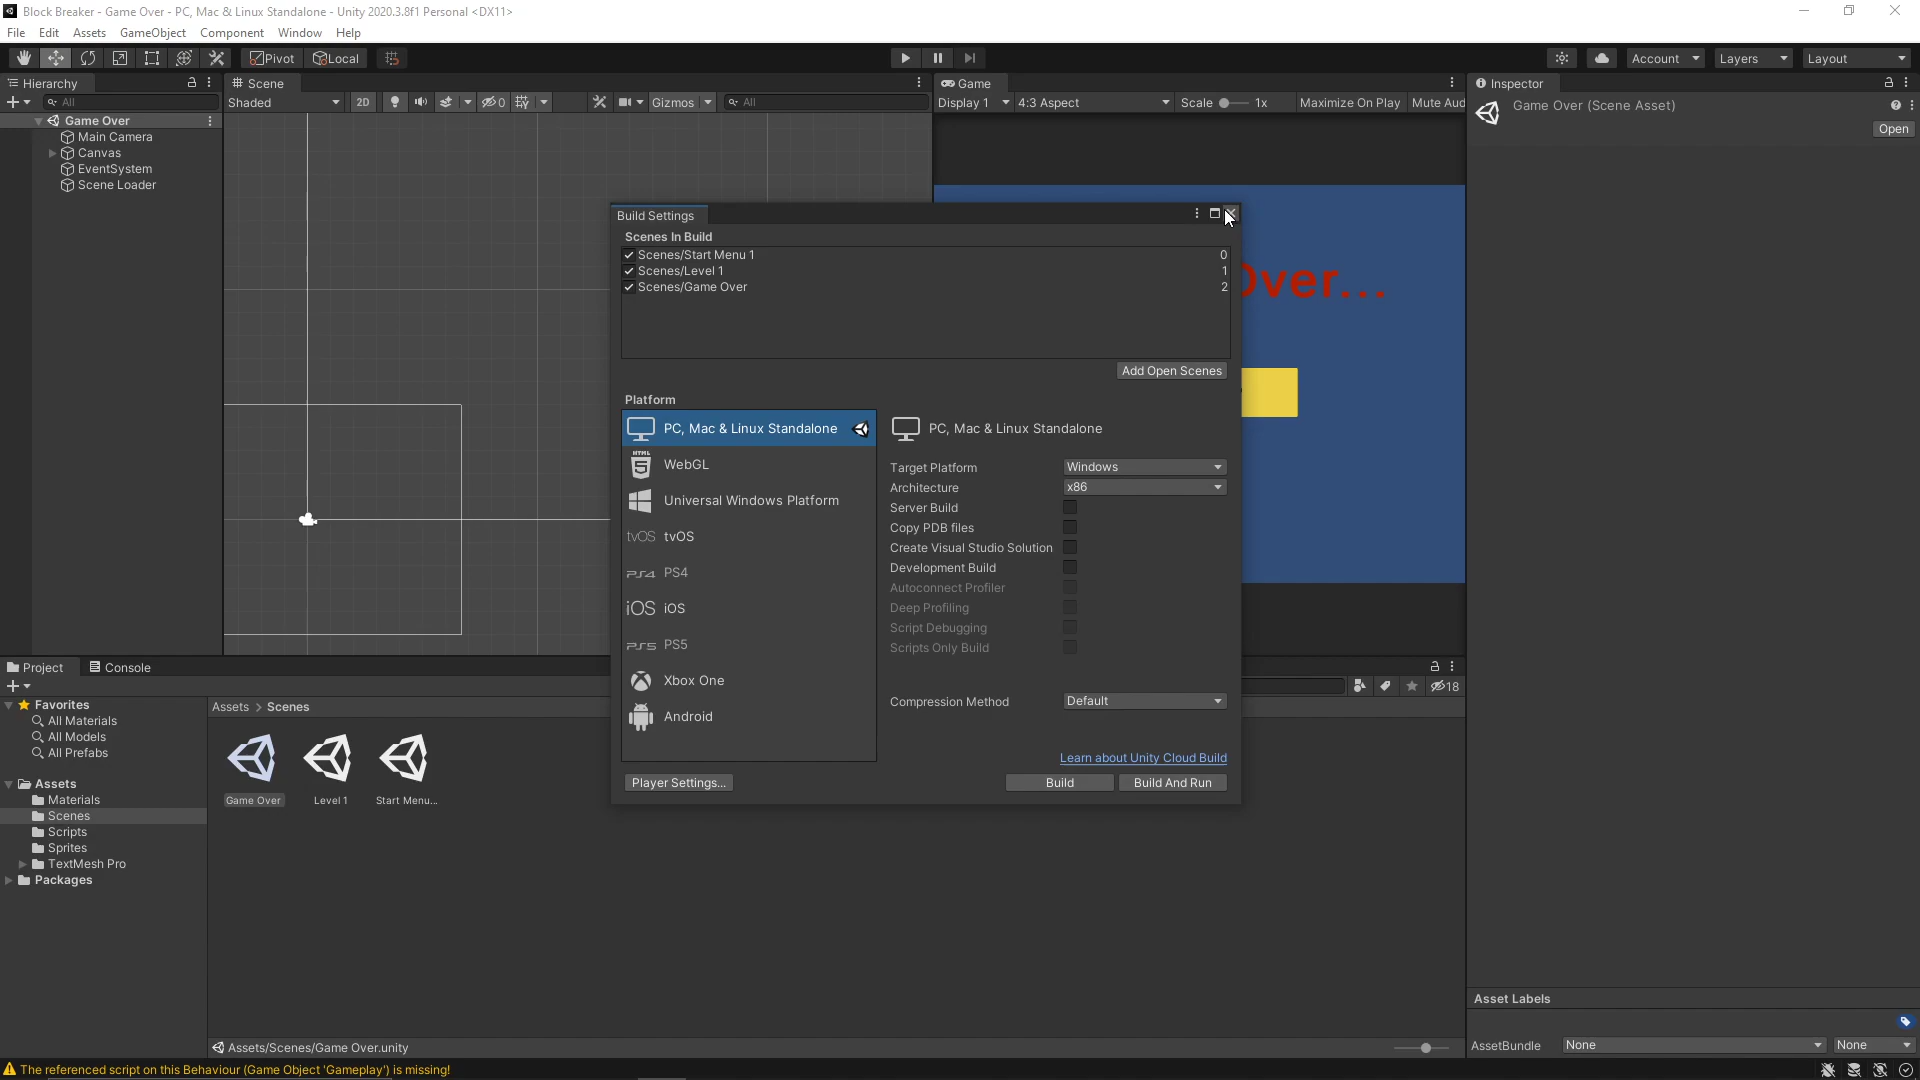 Block Breaker - Game Over - PC, Mac & Linux Standalone - Unity 2020.3.8f1 Personal <DX11>
File Edit Assets GameObject Component Window Help
Pivot Local Account Layers Layout
Hierarchy Scene Game Inspector
All Shaded 2D 0 Gizmos All Display 1 4:3 Aspect Scale 1x Maximize On Play Mute Aud
Game Over (Scene Asset)
Open
Game Over
Main Camera
Canvas
EventSystem
Scene Loader
Build Settings
Scenes In Build
Scenes/Start Menu 1 0
Scenes/Level 1 1
Scenes/Game Over 2
Over...
Add Open Scenes
Platform
PC, Mac & Linux Standalone
HTML 5 WebGL
Universal Windows Platform
tvOS tvOS
PS4 PS4
iOS iOS
PS5 PS5
Xbox One
Android
PC, Mac & Linux Standalone
Target Platform Windows
Architecture x86
Server Build
Copy PDB files
Create Visual Studio Solution
Development Build
Autoconnect Profiler
Deep Profiling
Script Debugging
Scripts Only Build
Compression Method Default
Learn about Unity Cloud Build
Player Settings... Build Build And Run
Project Console
18
Favorites
All Materials
All Models
All Prefabs
Assets
Materials
Scenes
Scripts
Sprites
TextMesh Pro
Packages
Assets > Scenes
Game Over Level 1 Start Menu...
Assets/Scenes/Game Over.unity
Asset Labels
AssetBundle None None
The referenced script on this Behaviour (Game Object 'Gameplay') is missing!